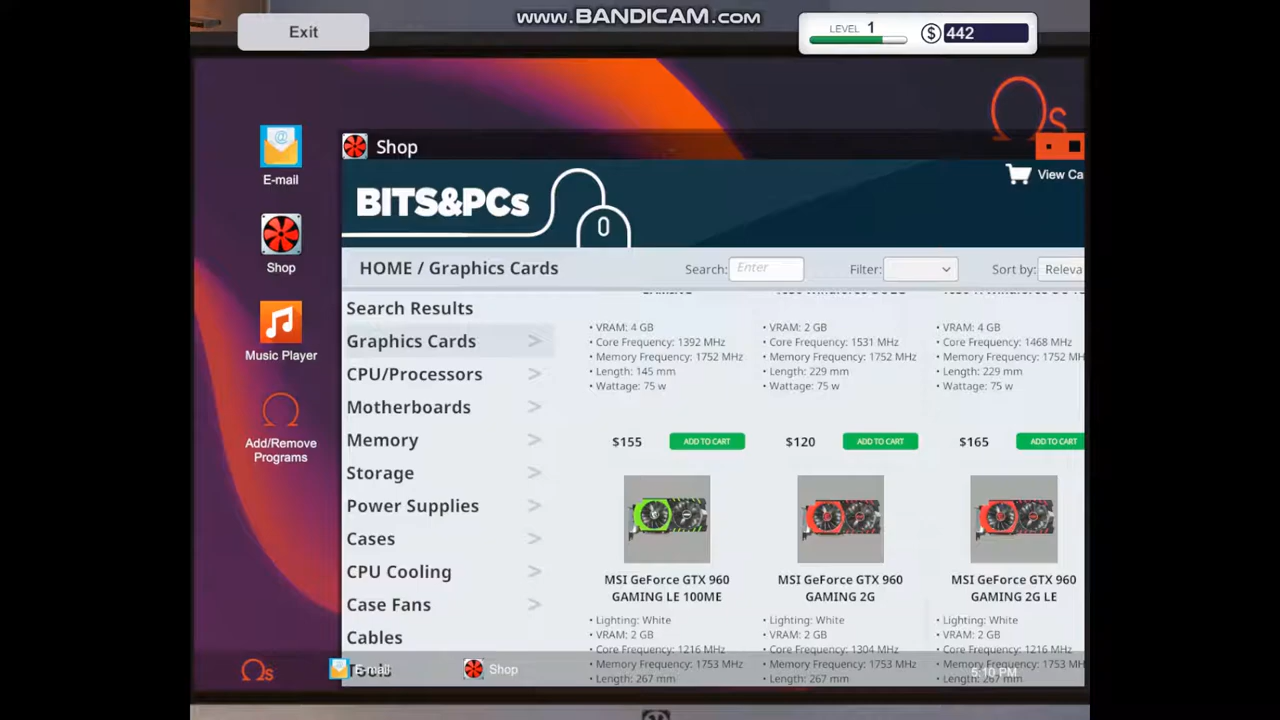 www.BANDICAM.com
Exit
LEVEL 1
$ 442
Ωs
E-mail
Shop
Music Player
Add/Remove
Programs
Shop
View Ca
BITS&PCs
HOME / Graphics Cards
Search: Enter
Filter:
Sort by: Releva
Search Results
Graphics Cards >
CPU/Processors >
Motherboards >
Memory >
Storage >
Power Supplies >
Cases >
CPU Cooling >
Case Fans >
Cables
Tools
• VRAM: 4 GB
• Core Frequency: 1392 MHz
• Memory Frequency: 1752 MHz
• Length: 145 mm
• Wattage: 75 w
$155 ADD TO CART
• VRAM: 2 GB
• Core Frequency: 1531 MHz
• Memory Frequency: 1752 MHz
• Length: 229 mm
• Wattage: 75 w
$120 ADD TO CART
• VRAM: 4 GB
• Core Frequency: 1468 MHz
• Memory Frequency: 1752 MHz
• Length: 229 mm
• Wattage: 75 w
$165 ADD TO CART
MSI GeForce GTX 960
GAMING LE 100ME
• Lighting: White
• VRAM: 2 GB
• Core Frequency: 1216 MHz
• Memory Frequency: 1753 MHz
• Length: 267 mm
MSI GeForce GTX 960
GAMING 2G
• Lighting: White
• VRAM: 2 GB
• Core Frequency: 1304 MHz
• Memory Frequency: 1753 MHz
• Length: 267 mm
MSI GeForce GTX 960
GAMING 2G LE
• Lighting: White
• VRAM: 2 GB
• Core Frequency: 1216 MHz
• Memory Frequency: 1753 MHz
• Length: 267 mm
Ωs
E-mail
Shop
5:10 PM